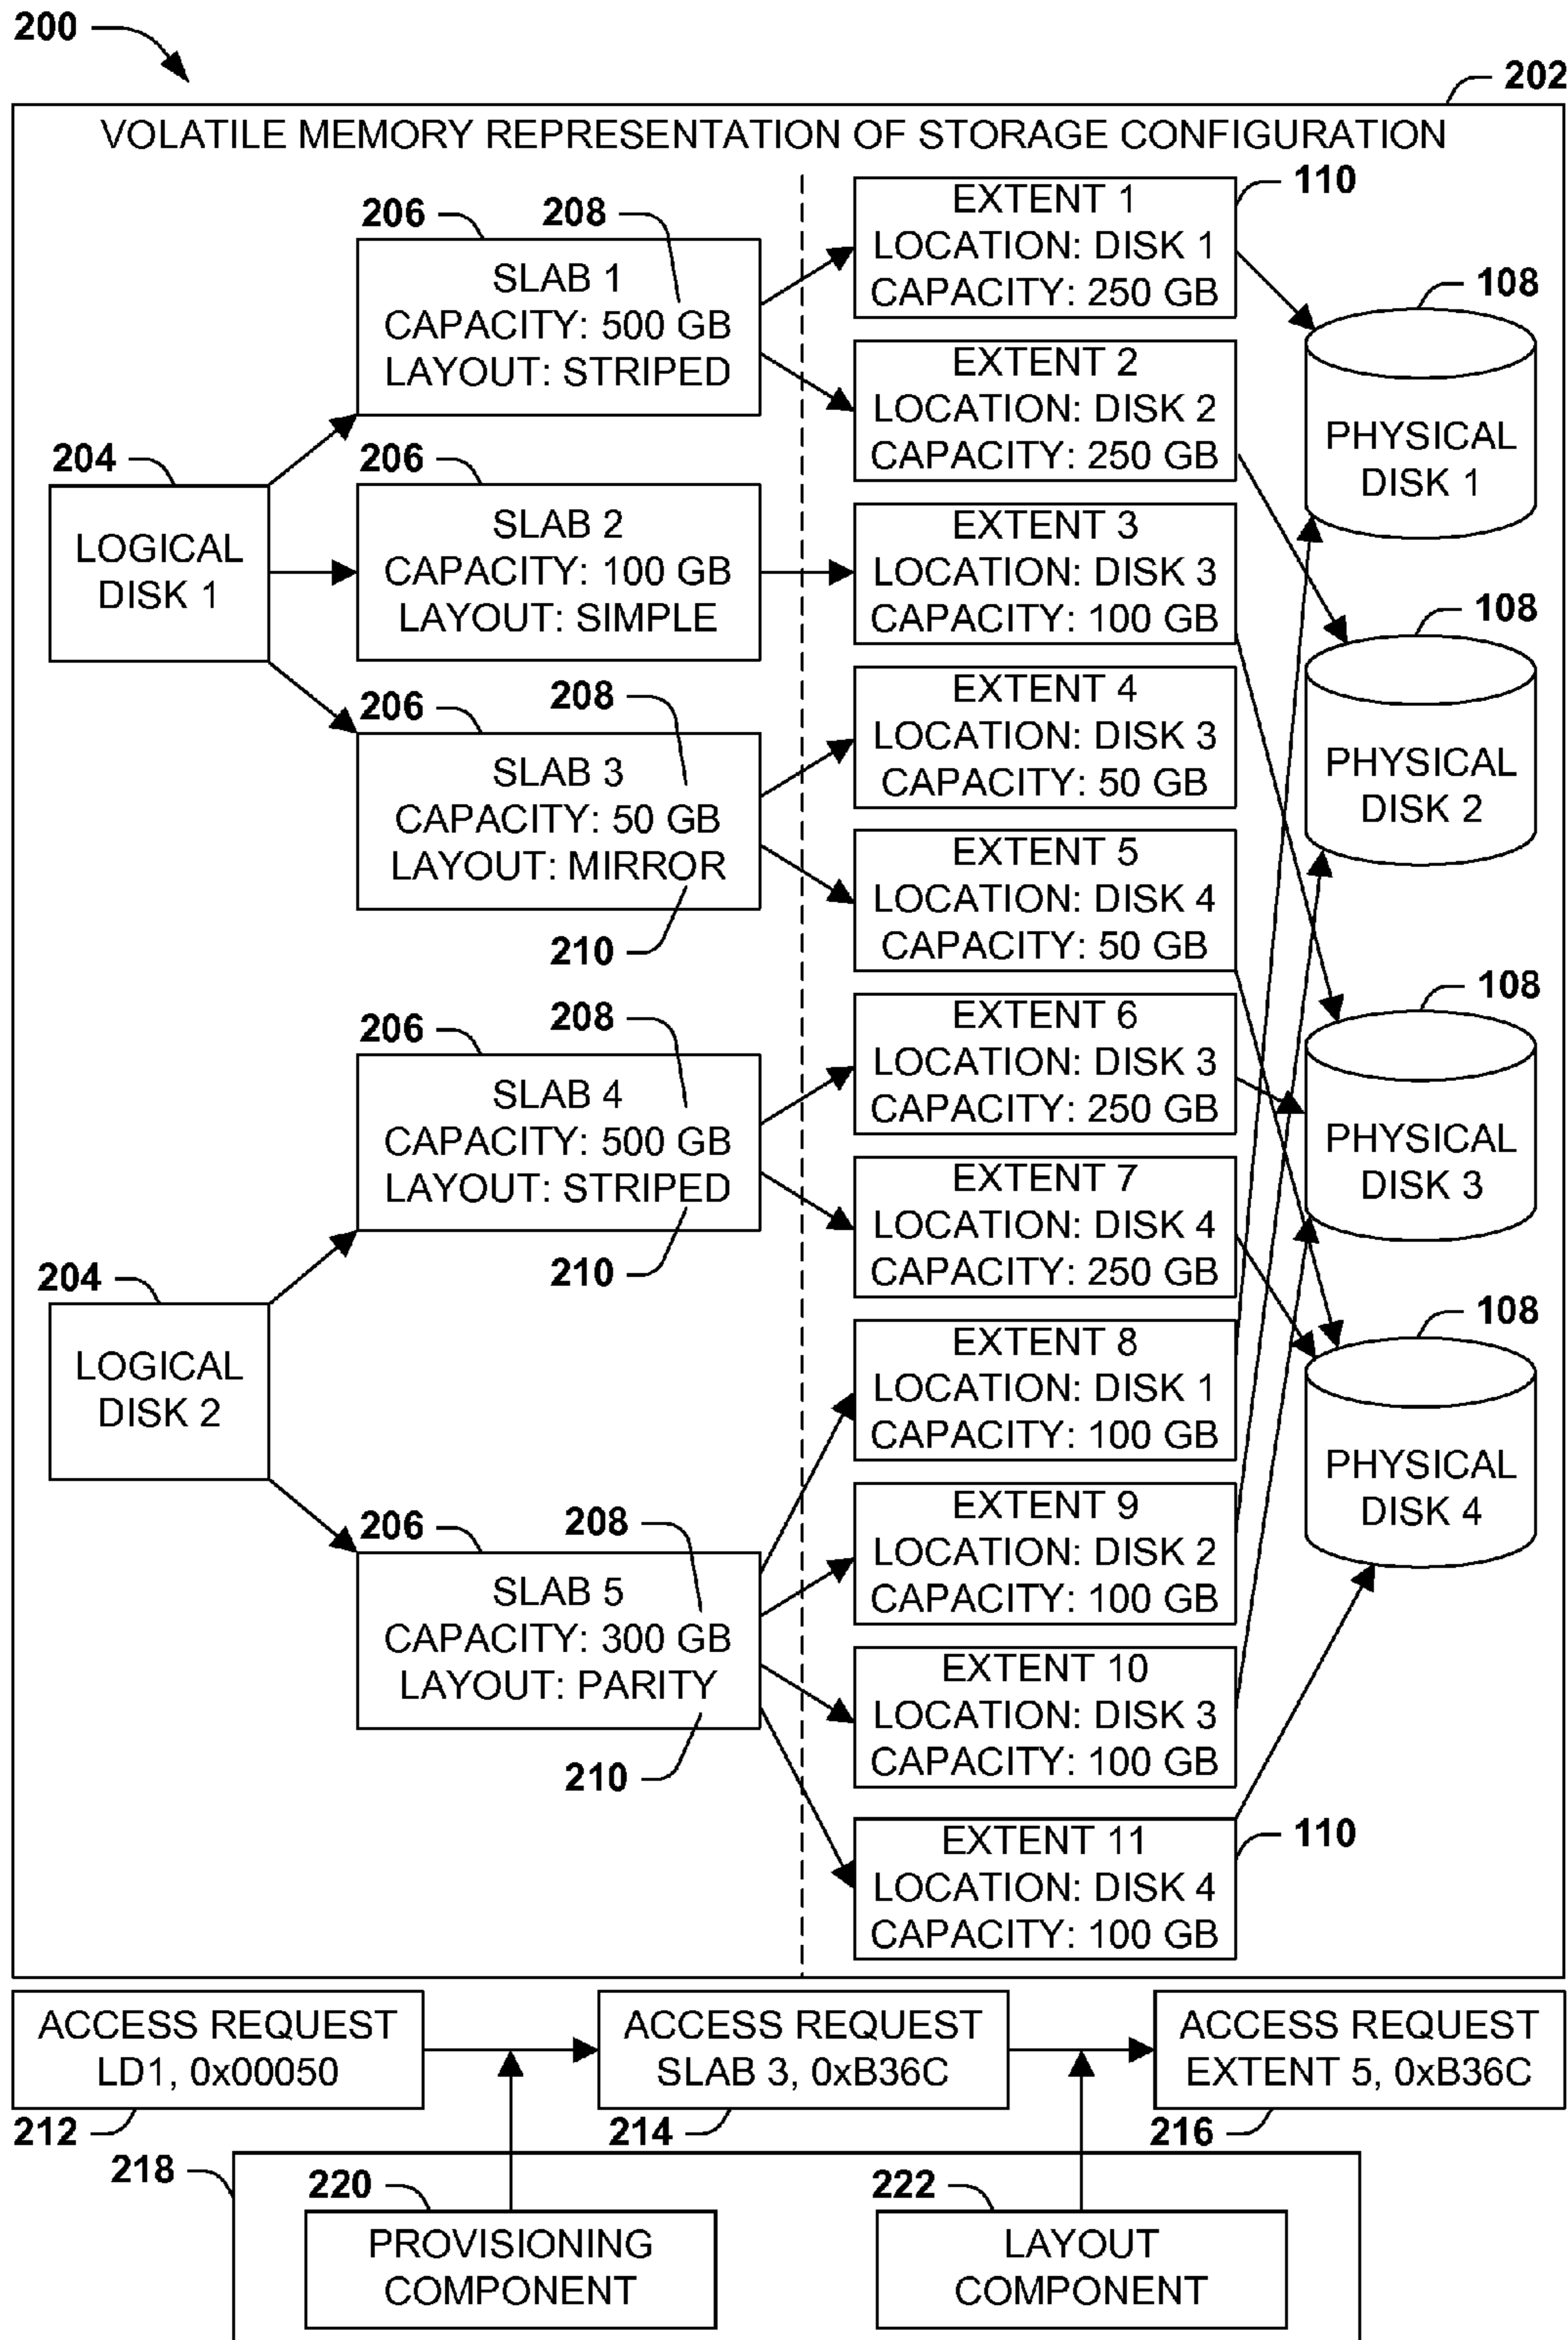 200
202
VOLATILE MEMORY REPRESENTATION OF STORAGE CONFIGURATION
204
LOGICAL
DISK 1
206
208
SLAB 1
CAPACITY: 500 GB
LAYOUT: STRIPED
206
SLAB 2
CAPACITY: 100 GB
LAYOUT: SIMPLE
206
208
SLAB 3
CAPACITY: 50 GB
LAYOUT: MIRROR
210
204
LOGICAL
DISK 2
206
208
SLAB 4
CAPACITY: 500 GB
LAYOUT: STRIPED
210
206
208
SLAB 5
CAPACITY: 300 GB
LAYOUT: PARITY
210
110
EXTENT 1
LOCATION: DISK 1
CAPACITY: 250 GB
EXTENT 2
LOCATION: DISK 2
CAPACITY: 250 GB
EXTENT 3
LOCATION: DISK 3
CAPACITY: 100 GB
EXTENT 4
LOCATION: DISK 3
CAPACITY: 50 GB
EXTENT 5
LOCATION: DISK 4
CAPACITY: 50 GB
EXTENT 6
LOCATION: DISK 3
CAPACITY: 250 GB
EXTENT 7
LOCATION: DISK 4
CAPACITY: 250 GB
EXTENT 8
LOCATION: DISK 1
CAPACITY: 100 GB
EXTENT 9
LOCATION: DISK 2
CAPACITY: 100 GB
EXTENT 10
LOCATION: DISK 3
CAPACITY: 100 GB
110
EXTENT 11
LOCATION: DISK 4
CAPACITY: 100 GB
108
PHYSICAL
DISK 1
108
PHYSICAL
DISK 2
108
PHYSICAL
DISK 3
108
PHYSICAL
DISK 4
ACCESS REQUEST
LD1, 0x00050
212
ACCESS REQUEST
SLAB 3, 0xB36C
214
ACCESS REQUEST
EXTENT 5, 0xB36C
216
218
220
PROVISIONING
COMPONENT
222
LAYOUT
COMPONENT